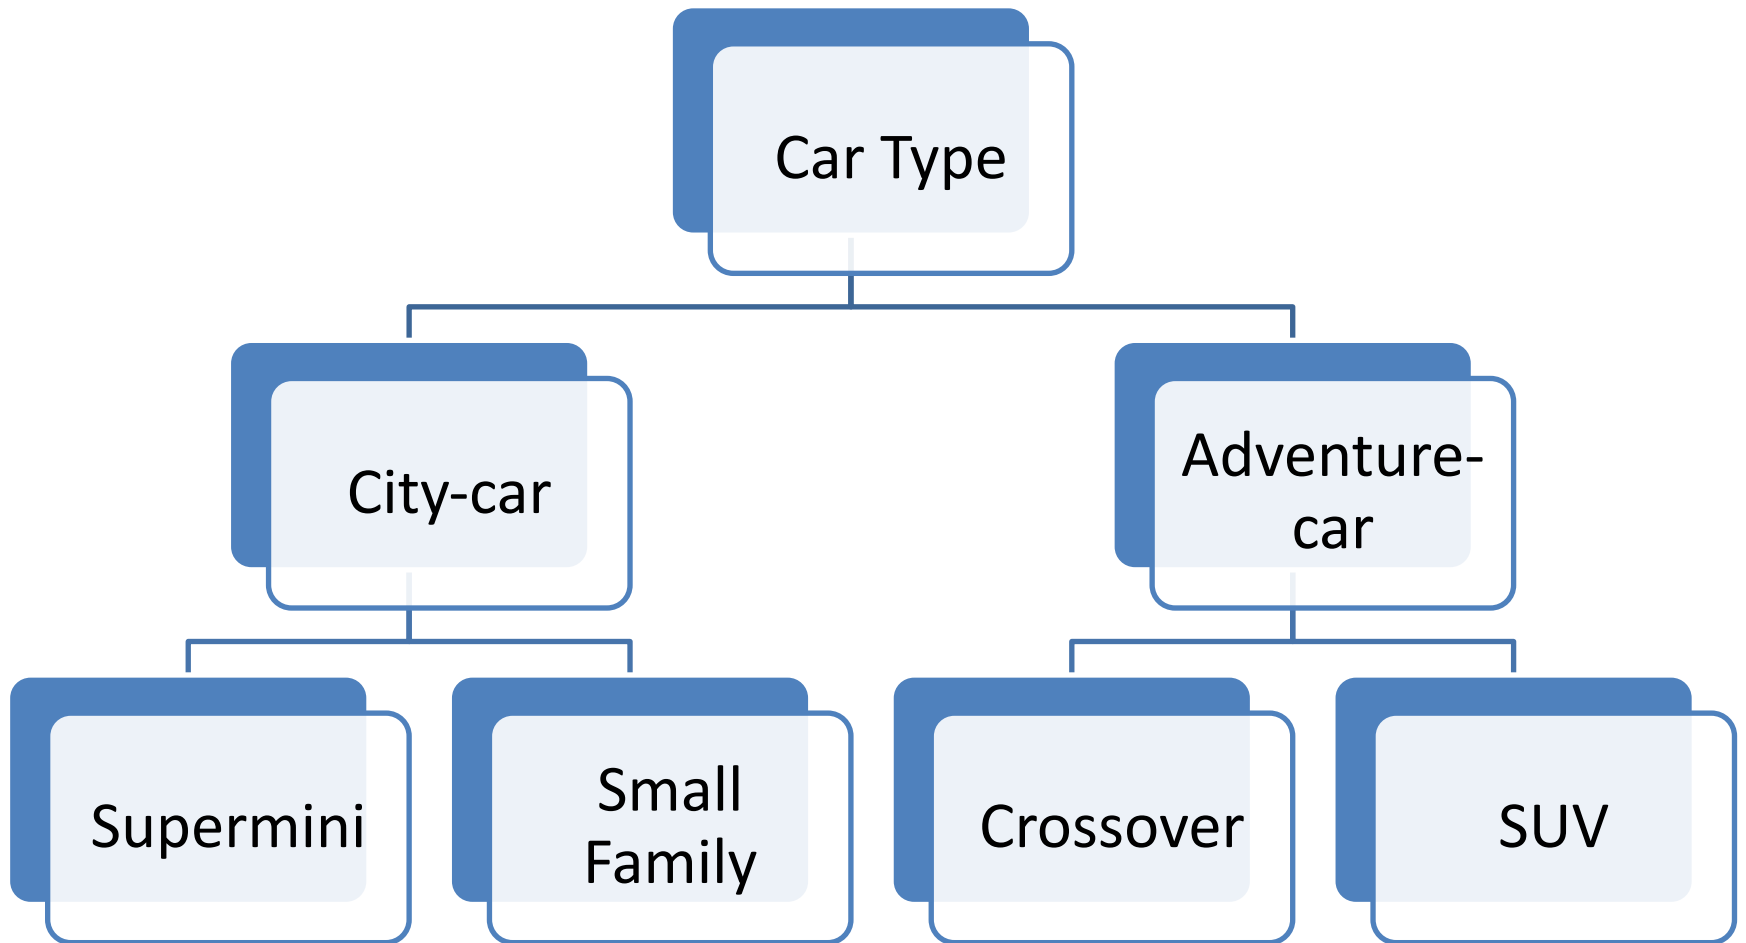 Car Type
City-car
Adventure-
car
Supermini
Small
Family
Crossover
SUV